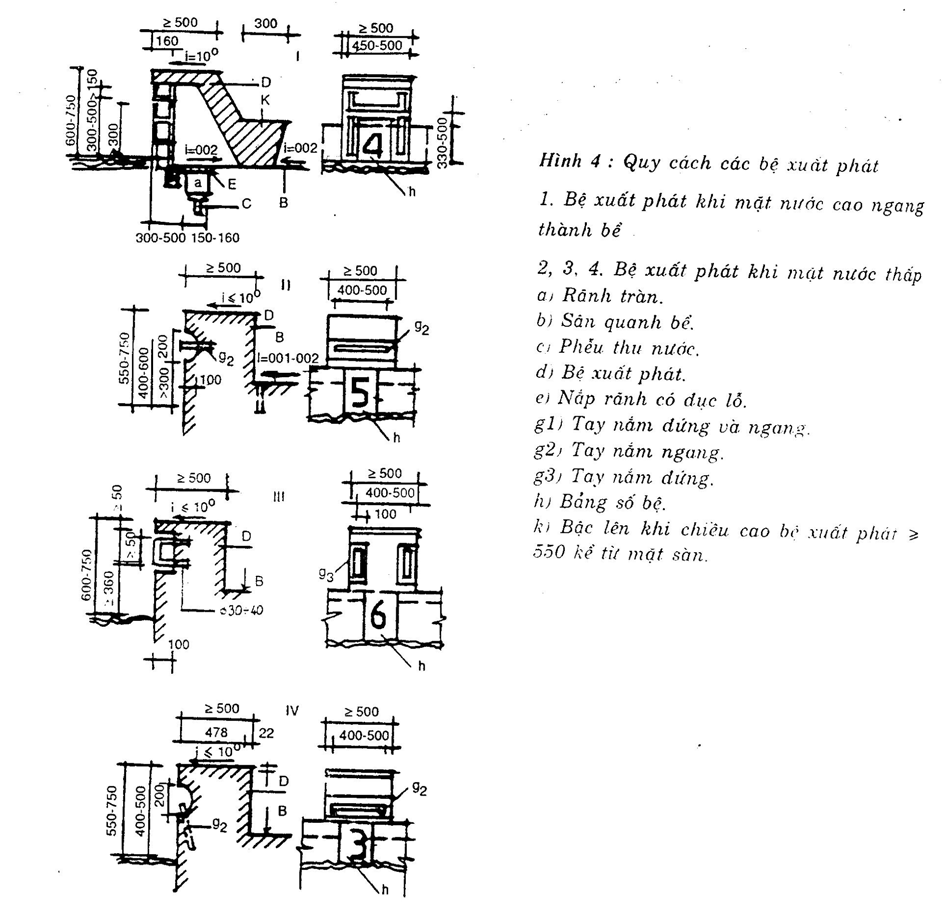 ≥ 500
300
160
i=10°
I
D
K
600-750
300-500
≥150
300
i=002
i=002
a
E
C
B
300-500 150-160
≥ 500
450-500
4
330-500
h
≥ 500
II
i ≤ 10°
D
B
g2
i=001-002
550-750
400-600
≥300
200
100
≥ 500
400-500
g2
5
h
≥ 500
III
i ≤ 10°
D
B
≥ 50
≥ 50
600-750
≥ 360
ø30÷40
100
≥ 500
400-500
100
g3
6
h
≥ 500
IV
478
22
i ≤ 10°
D
B
550-750
400-500
200
g2
≥ 500
400-500
g2
3
h
Hình 4 : Quy cách các bệ xuất phát
1. Bệ xuất phát khi mặt nước cao ngang
thành bể
2, 3, 4. Bệ xuất phát khi mặt nước thấp
a) Rãnh tràn.
b) Sân quanh bể.
c) Phễu thu nước.
d) Bệ xuất phát.
e) Nắp rãnh có đục lỗ.
g1) Tay nắm đứng và ngang.
g2) Tay nắm ngang.
g3) Tay nắm đứng.
h) Bảng số bệ.
k) Bậc lên khi chiều cao bệ xuất phát ≥
550 kể từ mặt sàn.